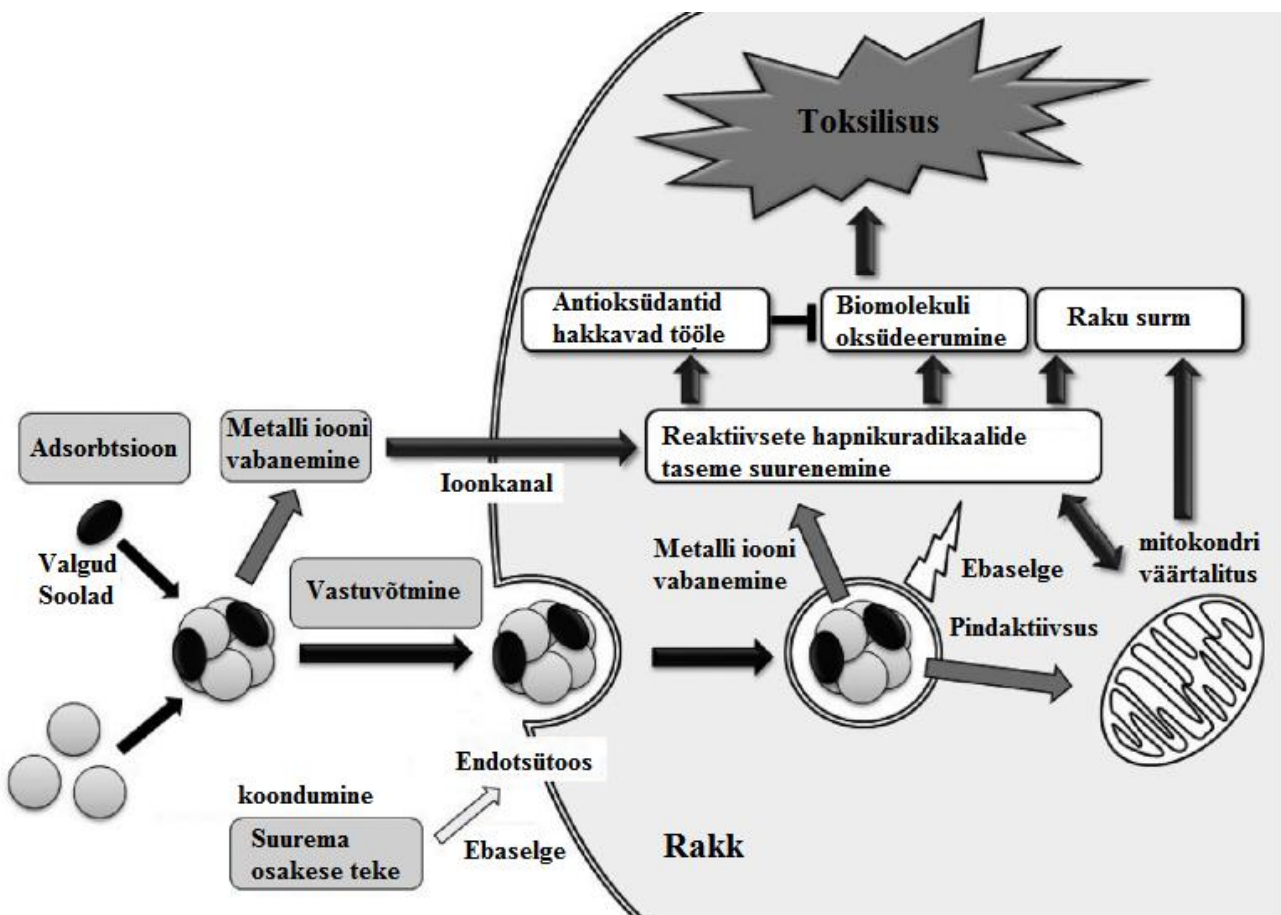 Toksilisus
Antioksüdantid
hakkavad tööle
Biomolekuli
oksüdeerumine
Raku surm
Adsorbtsioon
Metalli iooni
vabanemine
Reaktiivsete hapnikuradikaalide
taseme suurenemine
Ioonkanal
Valgud
Soolad
Vastuvõtmine
Metalli iooni
vabanemine
Ebaselge
mitokondri
väärtalitus
Pindaktiivsus
Endotsütoos
koondumine
Suurema
osakese teke
Ebaselge
Rakk